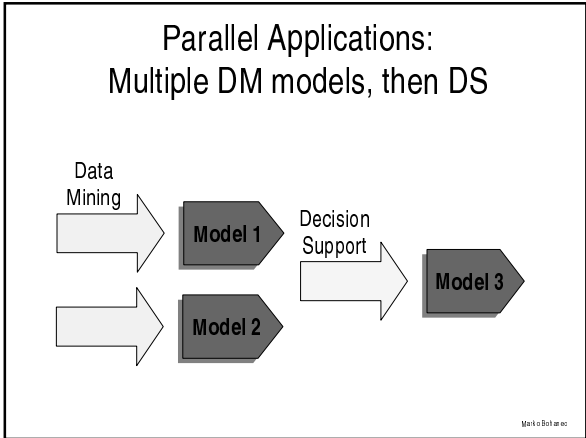 Parallel Applications:
Multiple DM models, then DS
Data
Mining
Model 1
Decision
Support
Model 3
Model 2
Marko Bohanec